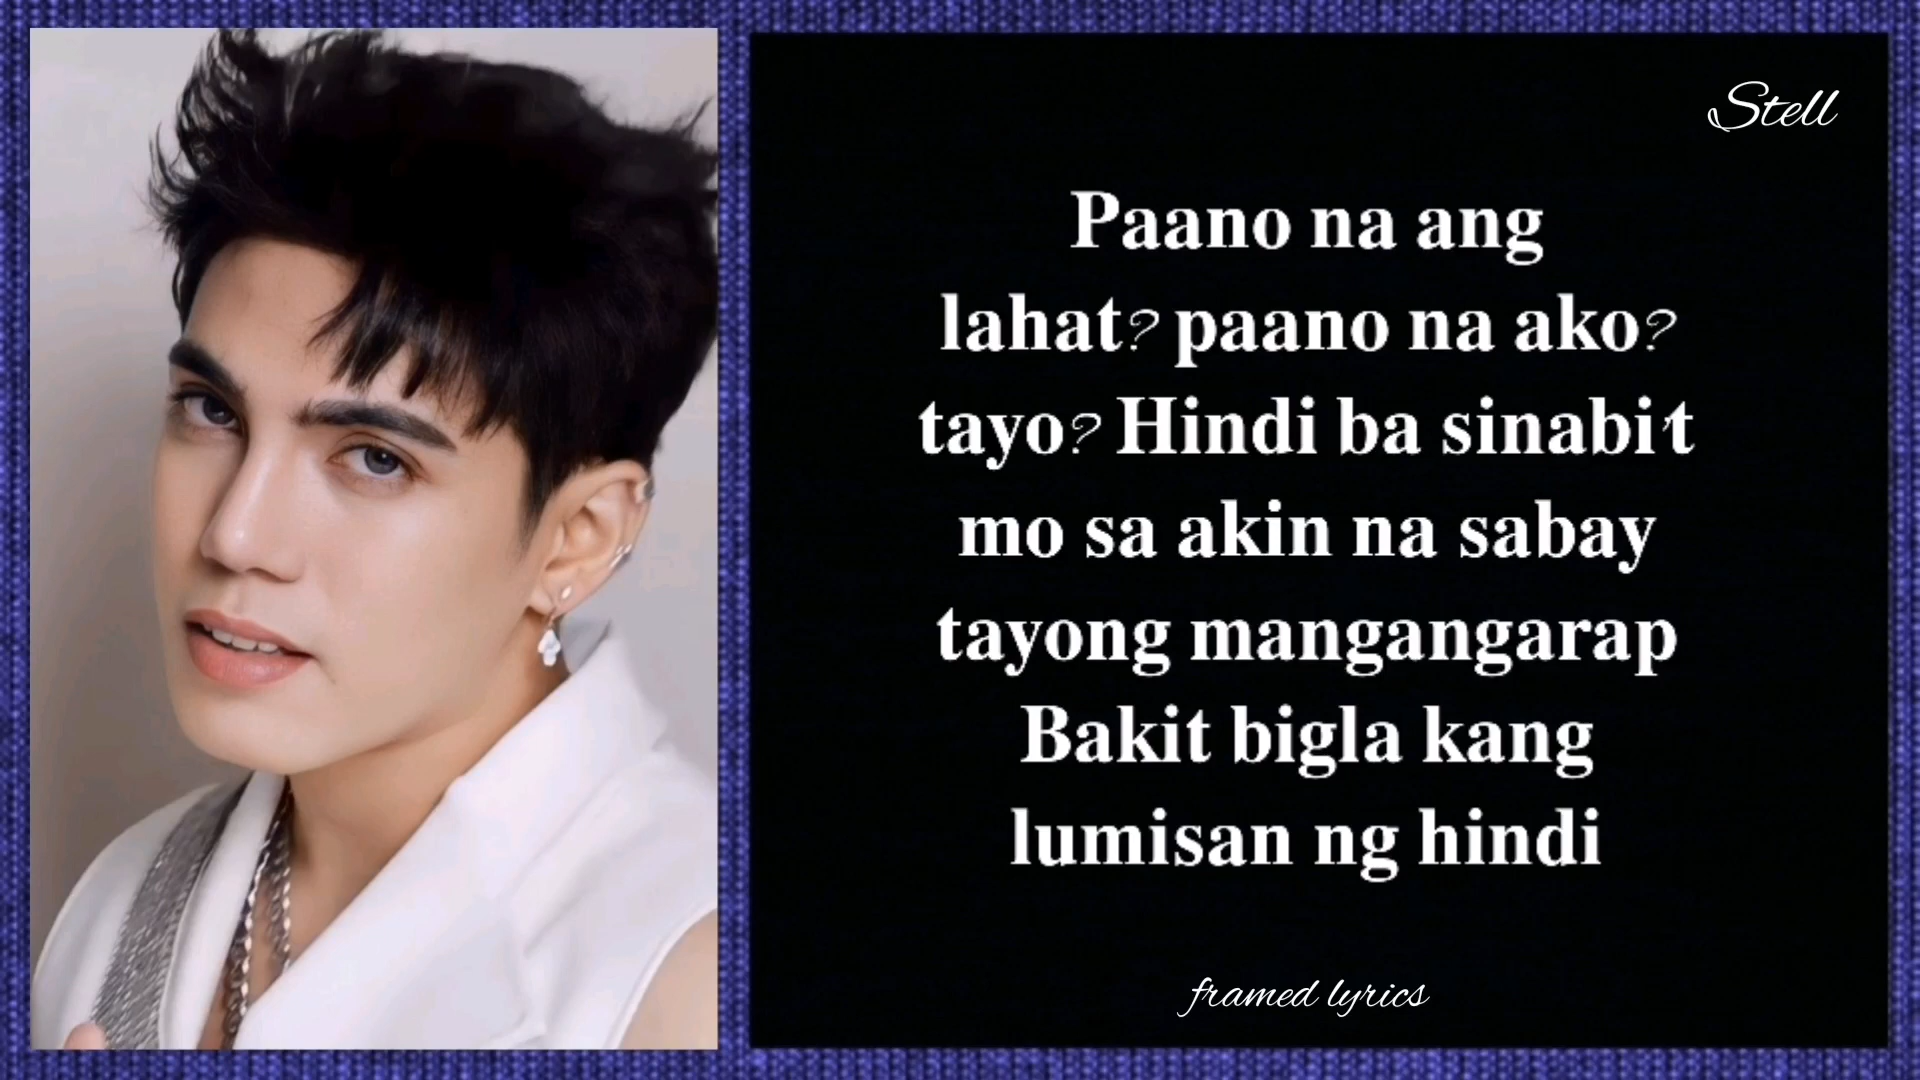 Stell
Paano na ang
lahat? paano na ako?
tayo? Hindi ba sinabi't
mo sa akin na sabay
tayong mangangarap
Bakit bigla kang
lumisan ng hindi
framed lyrics